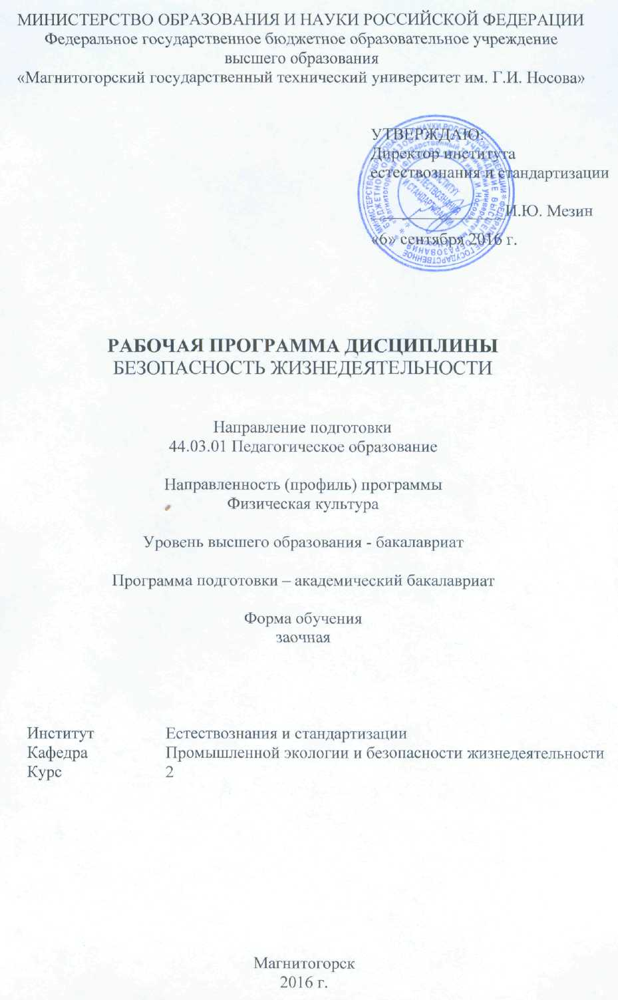 МИНИСТЕРСТВО ОБРАЗОВАНИЯ И НАУКИ РОССИЙСКОЙ ФЕДЕРАЦИИ
Федеральное государственное бюджетное образовательное учреждение
высшего образования
«Магнитогорский государственный технический университет им. Г.И. Носова»
УТВЕРЖДАЮ:
Директор института
естествознания и стандартизации
И.Ю. Мезин
«6» сентября 2016 г.
ИНСТИТУТ
ЕСТЕСТВОЗНАНИЯ
И СТАНДАРТИЗАЦИИ
РАБОЧАЯ ПРОГРАММА ДИСЦИПЛИНЫ
БЕЗОПАСНОСТЬ ЖИЗНЕДЕЯТЕЛЬНОСТИ
Направление подготовки
44.03.01 Педагогическое образование
Направленность (профиль) программы
Физическая культура
Уровень высшего образования - бакалавриат
Программа подготовки – академический бакалавриат
Форма обучения
заочная
Институт Естествознания и стандартизации
Кафедра Промышленной экологии и безопасности жизнедеятельности
Курс 2
Магнитогорск
2016 г.